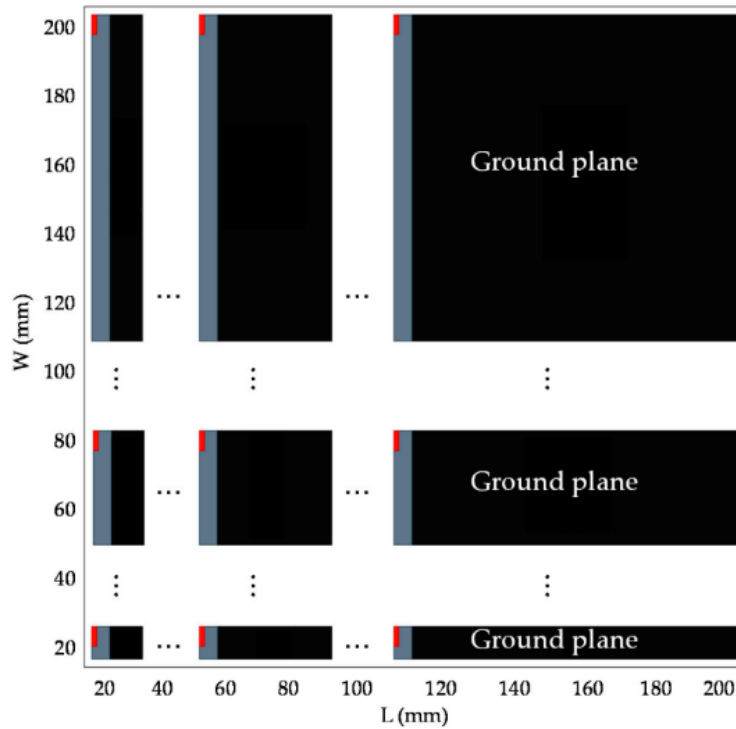 200
180
160
140
120
100
80
60
40
20
W (mm)
Ground plane
... ...
⋮ ⋮ ⋮
Ground plane
... ...
⋮ ⋮ ⋮
Ground plane
... ...
20 40 60 80 100 120 140 160 180 200
L (mm)